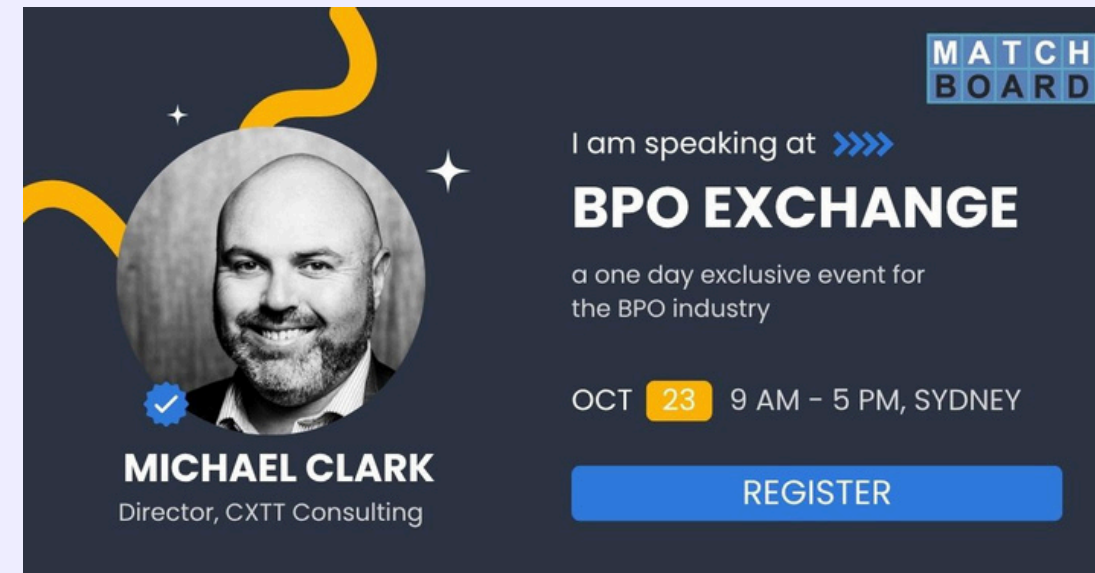 MATCH
BOARD
I am speaking at
BPO EXCHANGE
a one day exclusive event for
the BPO industry
OCT 23 9 AM - 5 PM, SYDNEY
REGISTER
MICHAEL CLARK
Director, CXTT Consulting